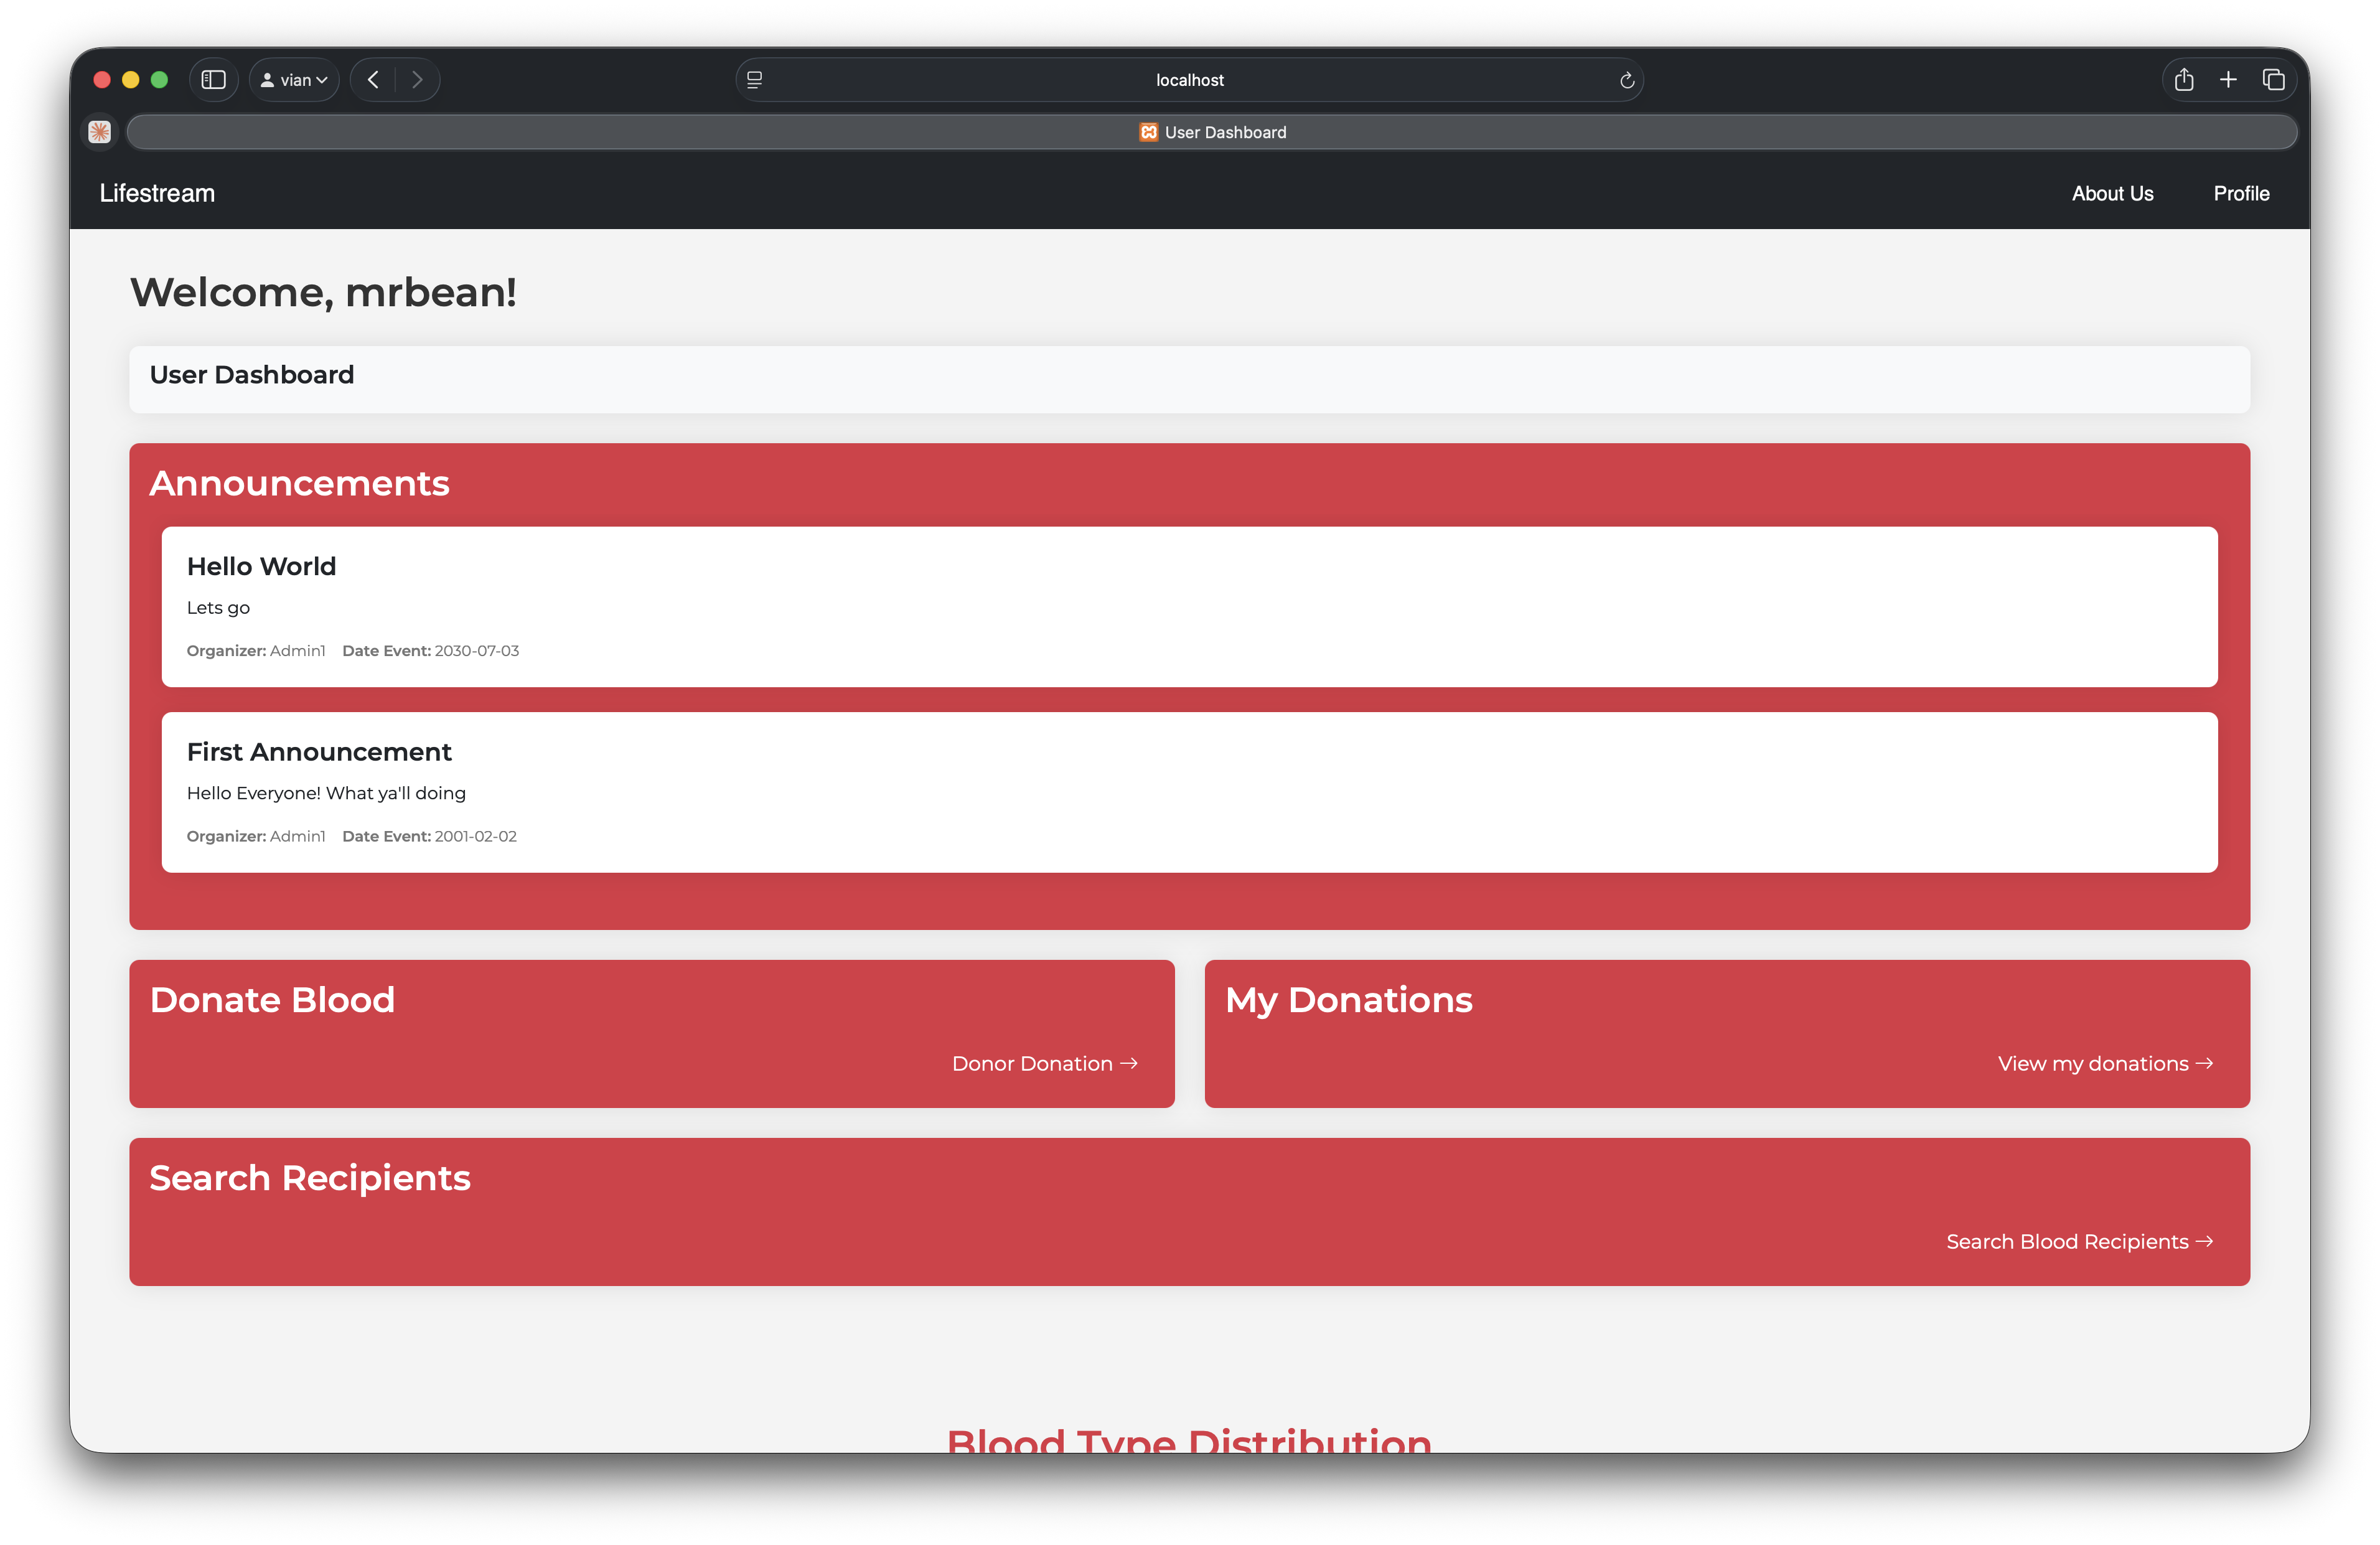 vian
localhost
User Dashboard
Lifestream
About Us
Profile
Welcome, mrbean!
User Dashboard
Announcements
Hello World
Lets go
Organizer: Admin1 Date Event: 2030-07-03
First Announcement
Hello Everyone! What ya'll doing
Organizer: Admin1 Date Event: 2001-02-02
Donate Blood
Donor Donation →
My Donations
View my donations →
Search Recipients
Search Blood Recipients →
Blood Type Distribution